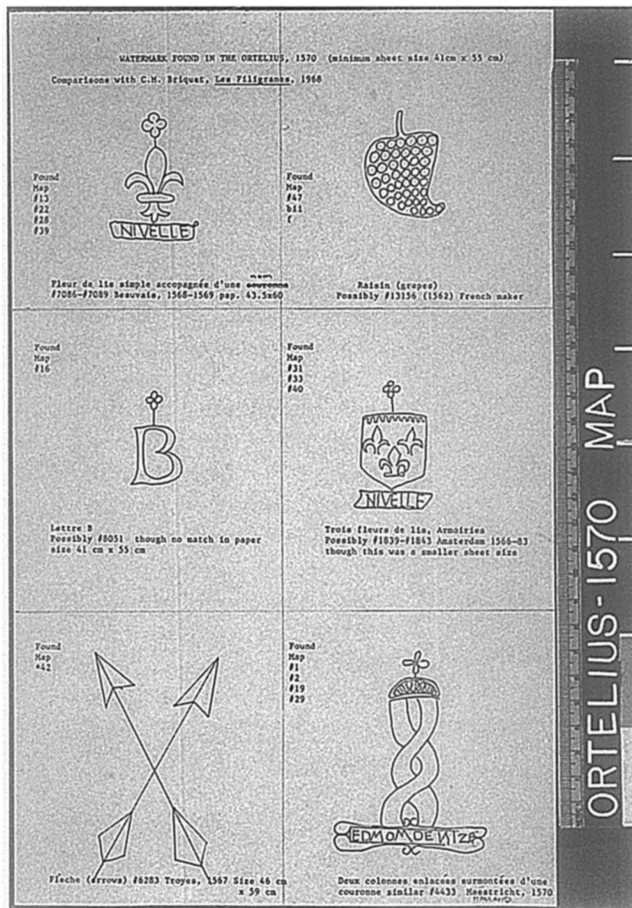 WATERMARK FOUND IN THE ORTELIUS, 1570 (minimum sheet size 41cm x 55 cm)
Comparisons with C.M. Briquet, Les Filigranes, 1968
Found
Map
#13
#22
#28
#39
NIVELLE
Fleur de lis simple accopagnée d'une couronne
#7086-#7089 Beauvais, 1568-1569 pap. 43.5x60
Found
Map
#47
bii
f
Raisin (grapes)
Possibly #13156 (1562) French maker
Found
Map
#16
B
Lettre B
Possibly #8051 though no match in paper
size 41 cm x 55 cm
Found
Map
#31
#33
#40
NIVELLE
Trois fleurs de lis, Armoiries
Possibly #1839-#1843 Amsterdam 1566-83
though this was a smaller sheet size
Found
Map
#42
Fleche (arrows) #6283 Troyes, 1567 Size 46 cm
x 59 cm
Found
Map
#1
#2
#19
#29
EDMOM DENIZE
Deux colonnes enlacées surmontées d'une
couronne similar #4433 Maestricht, 1570
HOLLAND
ORTELIUS-1570 MAP